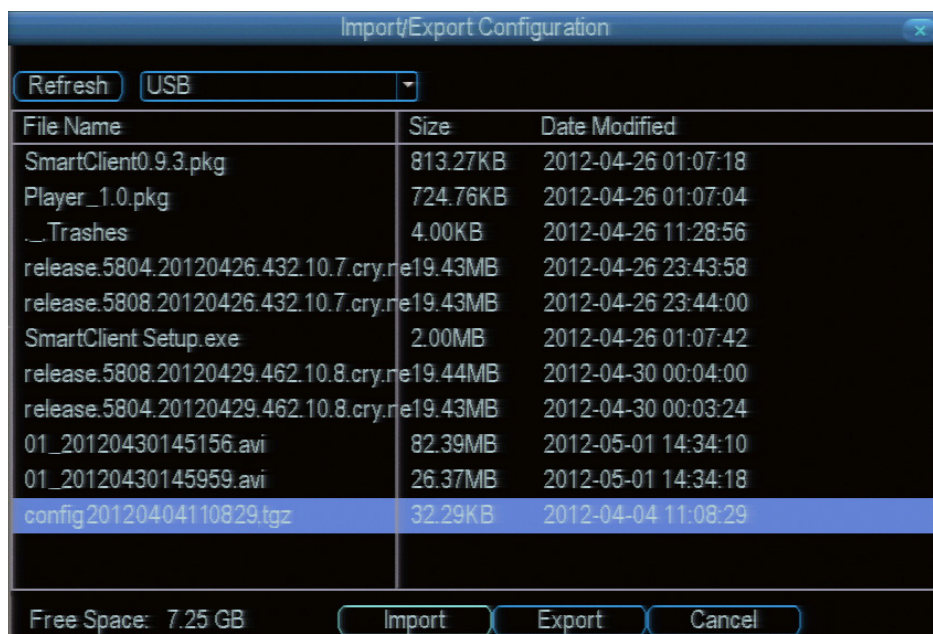 Import/Export Configuration
Refresh USB
File Name Size Date Modified
SmartClient0.9.3.pkg 813.27KB 2012-04-26 01:07:18
Player_1.0.pkg 724.76KB 2012-04-26 01:07:04
._.Trashes 4.00KB 2012-04-26 11:28:56
release.5804.20120426.432.10.7.cry.ne 19.43MB 2012-04-26 23:43:58
release.5808.20120426.432.10.7.cry.ne 19.43MB 2012-04-26 23:44:00
SmartClient Setup.exe 2.00MB 2012-04-26 01:07:42
release.5808.20120429.462.10.8.cry.ne 19.44MB 2012-04-30 00:04:00
release.5804.20120429.462.10.8.cry.ne 19.43MB 2012-04-30 00:03:24
01_20120430145156.avi 82.39MB 2012-05-01 14:34:10
01_20120430145959.avi 26.37MB 2012-05-01 14:34:18
config20120404110829.tgz 32.29KB 2012-04-04 11:08:29
Free Space: 7.25 GB Import Export Cancel